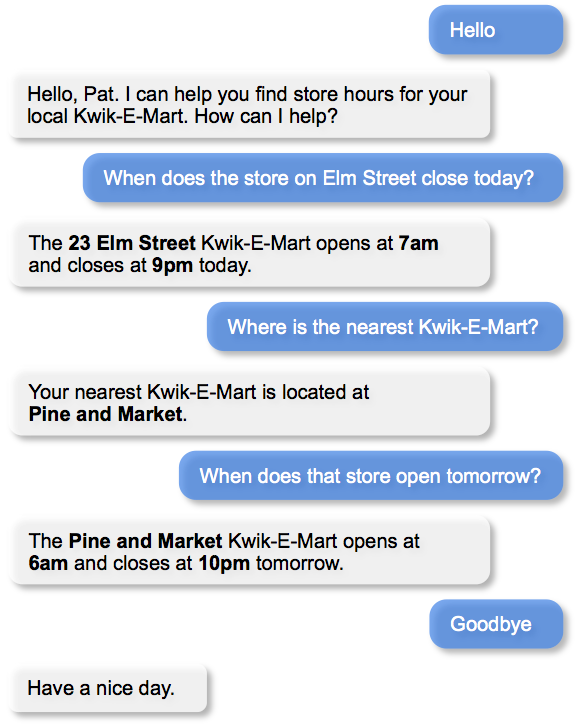 Hello
Hello, Pat. I can help you find store hours for your
local Kwik-E-Mart. How can I help?
When does the store on Elm Street close today?
The 23 Elm Street Kwik-E-Mart opens at 7am
and closes at 9pm today.
Where is the nearest Kwik-E-Mart?
Your nearest Kwik-E-Mart is located at
Pine and Market.
When does that store open tomorrow?
The Pine and Market Kwik-E-Mart opens at
6am and closes at 10pm tomorrow.
Goodbye
Have a nice day.